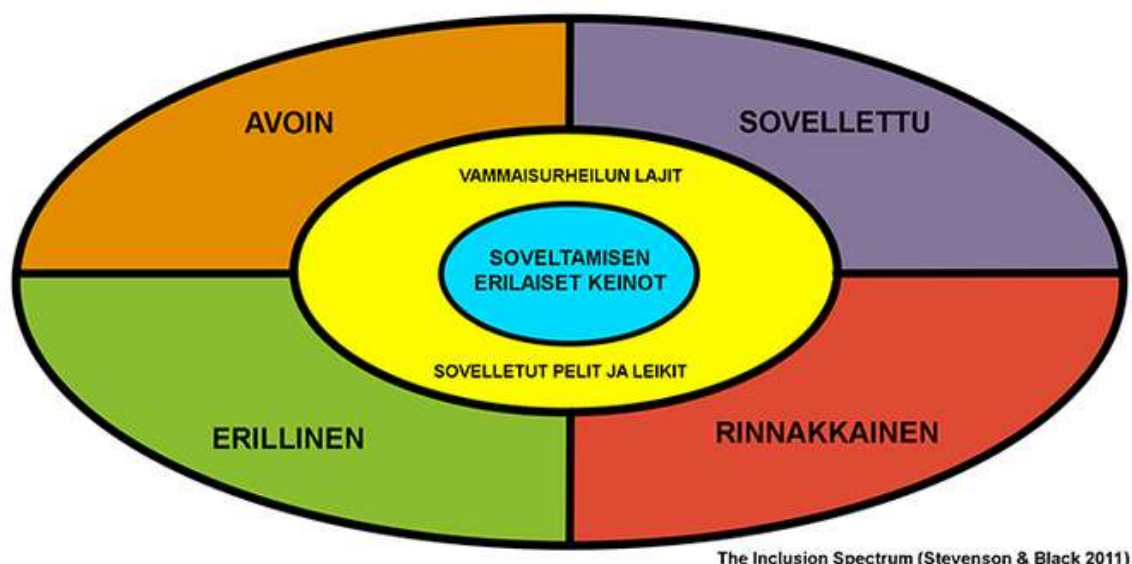 AVOIN
SOVELLETTU
VAMMAISURHEILUN LAJIT
SOVELTAMISEN
ERILAISET KEINOT
SOVELLETUT PELIT JA LEIKIT
ERILLINEN
RINNAKKAINEN
The Inclusion Spectrum (Stevenson & Black 2011)